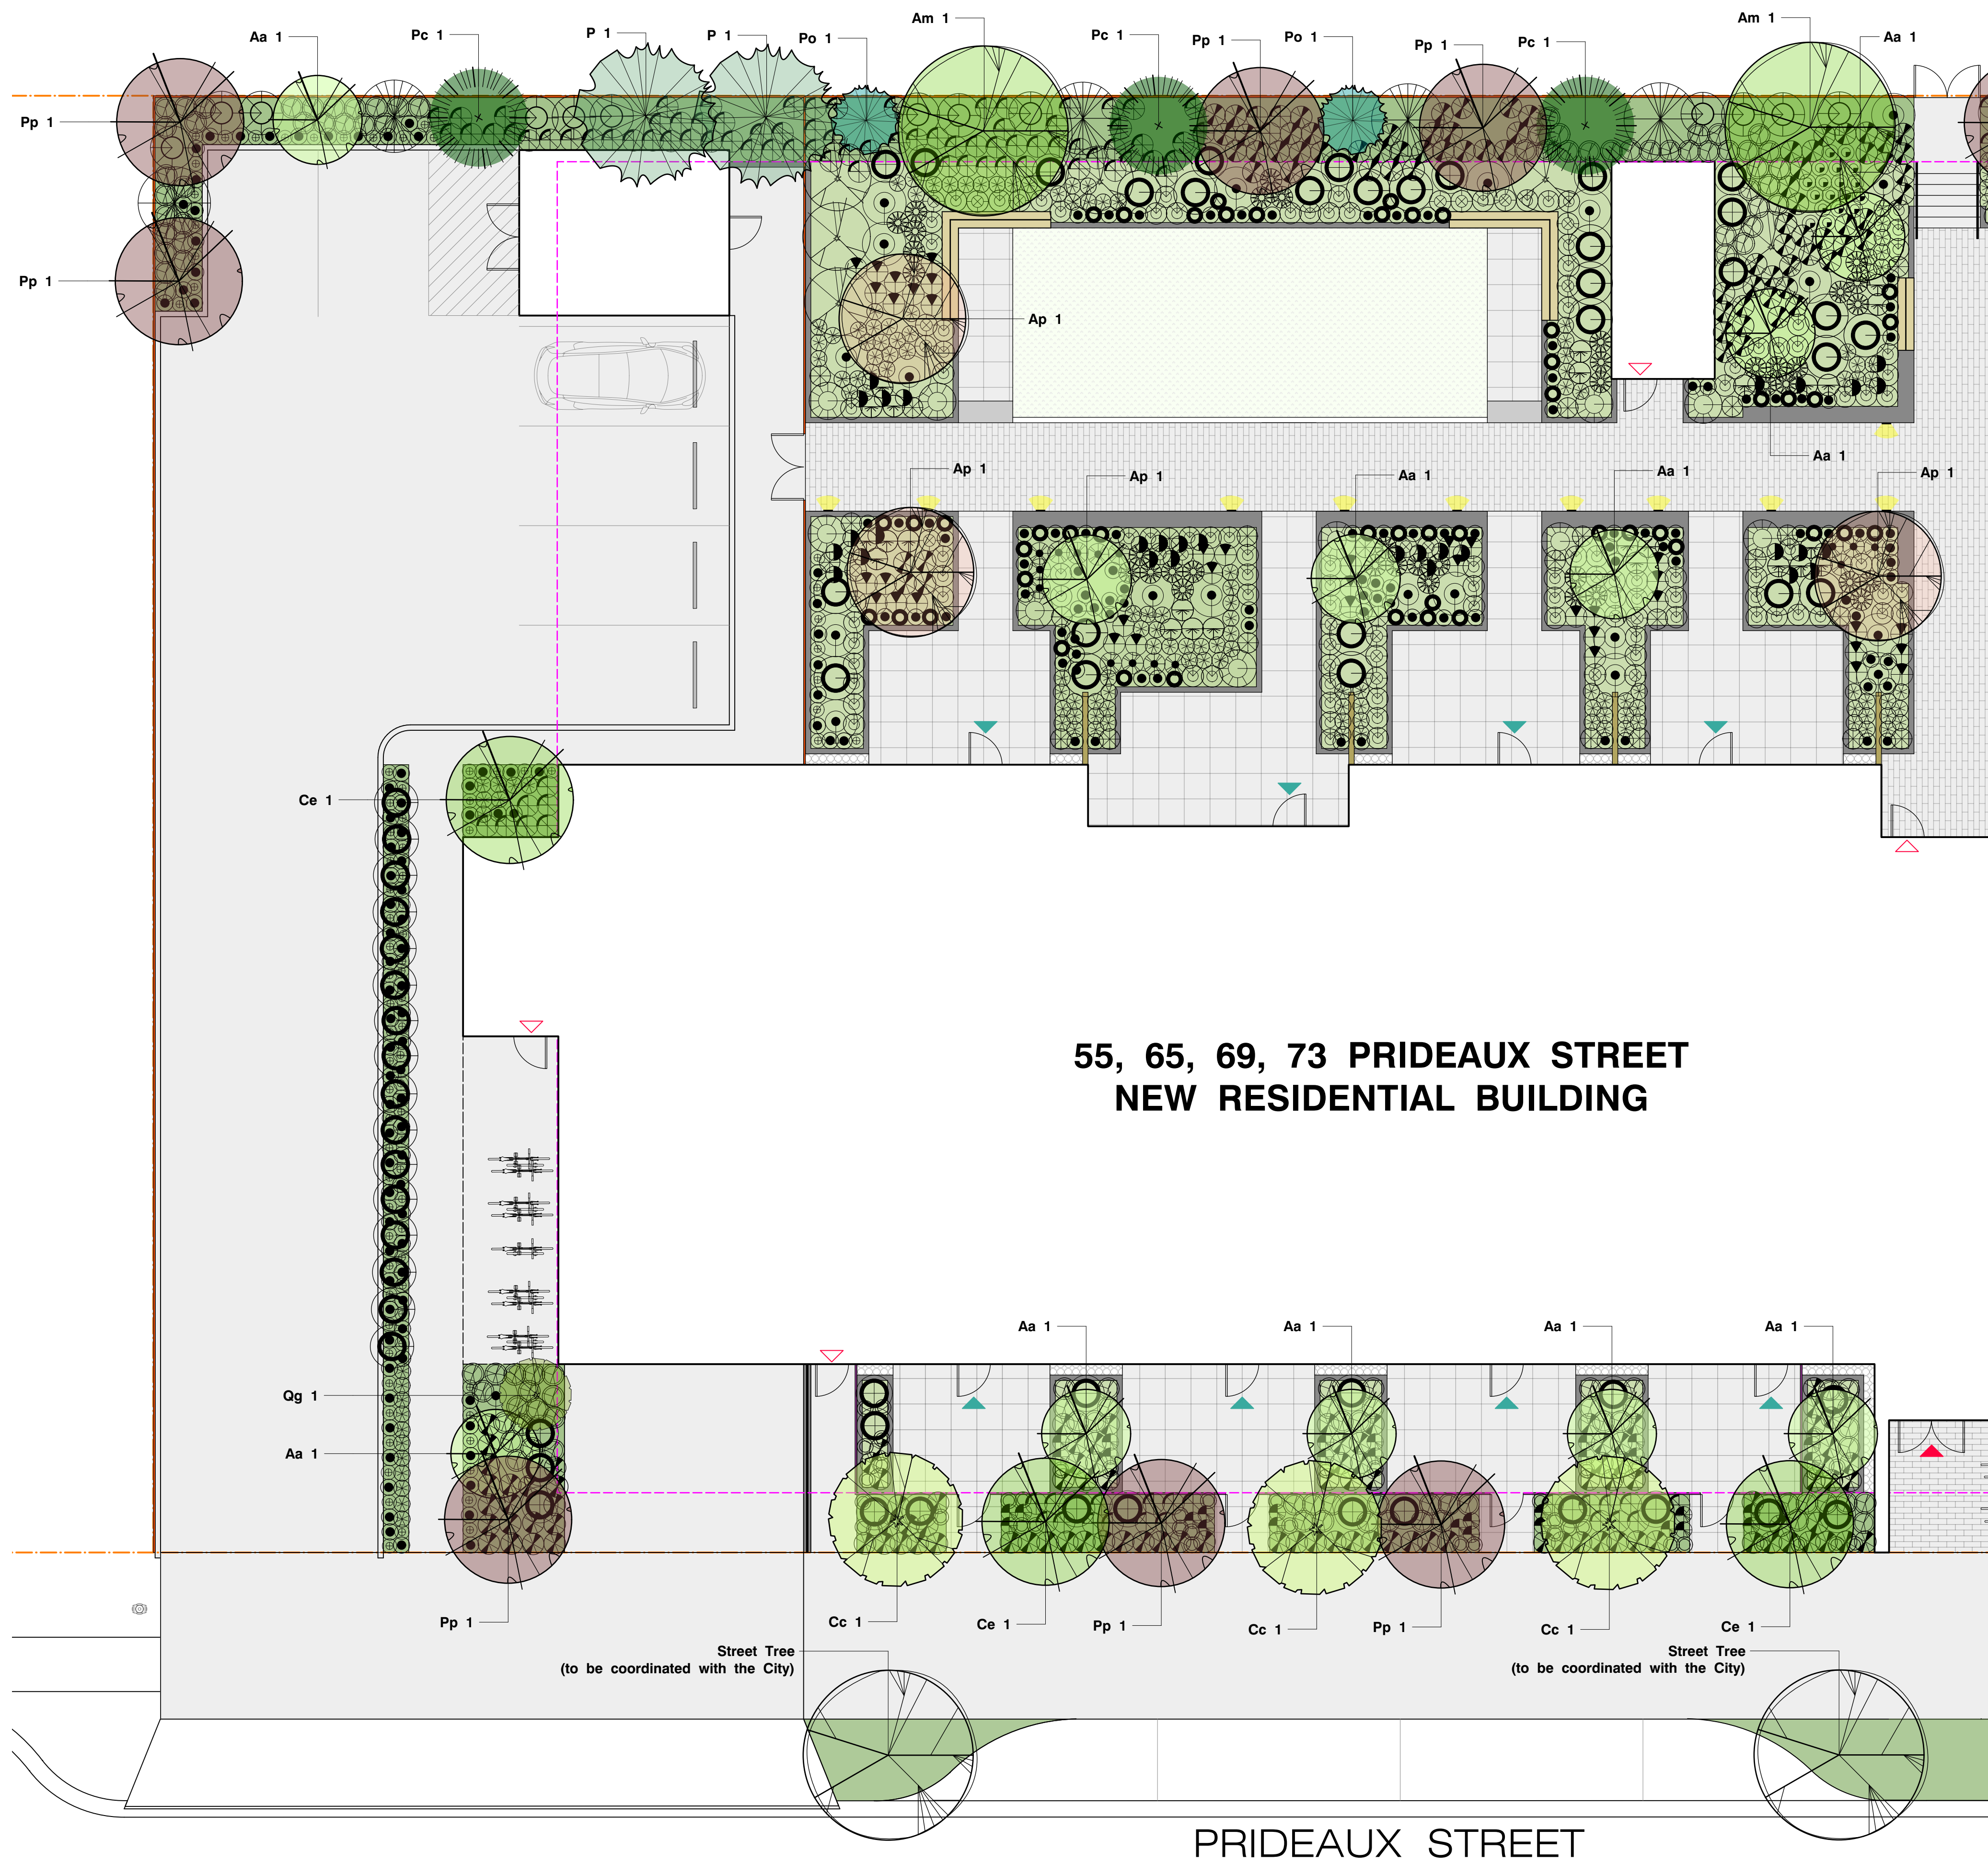 Am 1
Am 1
Aa 1
Pc 1
P 1
P 1
Po 1
Pc 1
Pp 1
Po 1
Pp 1
Pc 1
Aa 1
Pp 1
Pp 1
Ap 1
Aa 1
Ap 1
Ap 1
Aa 1
Aa 1
Ap 1
Ce 1
55, 65, 69, 73 PRIDEAUX STREET
NEW RESIDENTIAL BUILDING
Aa 1
Aa 1
Aa 1
Aa 1
Qg 1
Aa 1
Pp 1
Cc 1
Ce 1
Pp 1
Cc 1
Pp 1
Cc 1
Ce 1
Street Tree
(to be coordinated with the City)
Street Tree
(to be coordinated with the City)
PRIDEAUX STREET